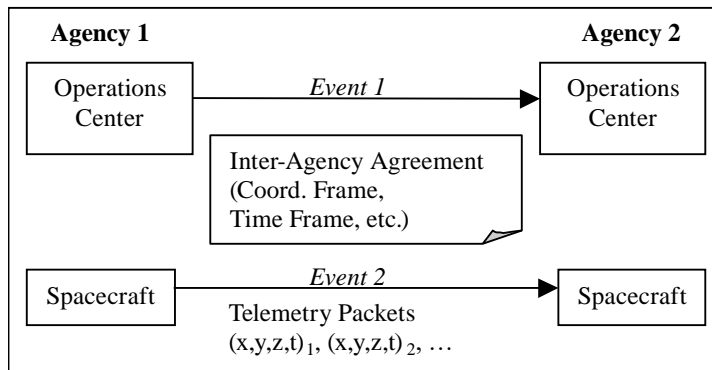 Agency 1
Agency 2
Operations
Center
Event 1
Operations
Center
Inter-Agency Agreement
(Coord. Frame,
Time Frame, etc.)
Spacecraft
Event 2
Spacecraft
Telemetry Packets
(x,y,z,t)₁, (x,y,z,t)₂, …